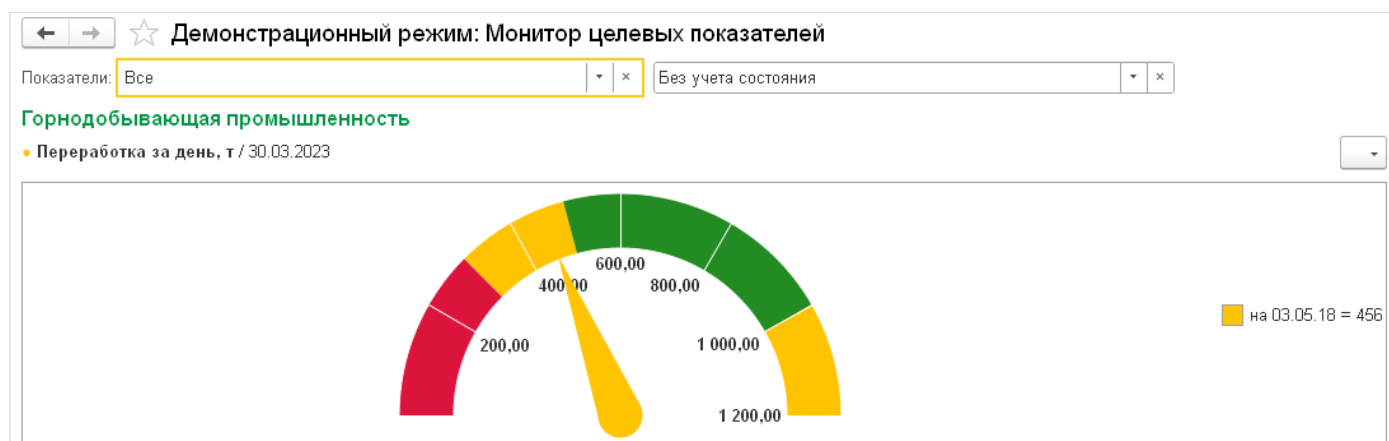 Демонстрационный режим: Монитор целевых показателей
Показатели: Все Без учета состояния
Горнодобывающая промышленность
Переработка за день, т / 30.03.2023
600,00
400,00 800,00
на 03.05.18 = 456
200,00 1 000,00
1 200,00